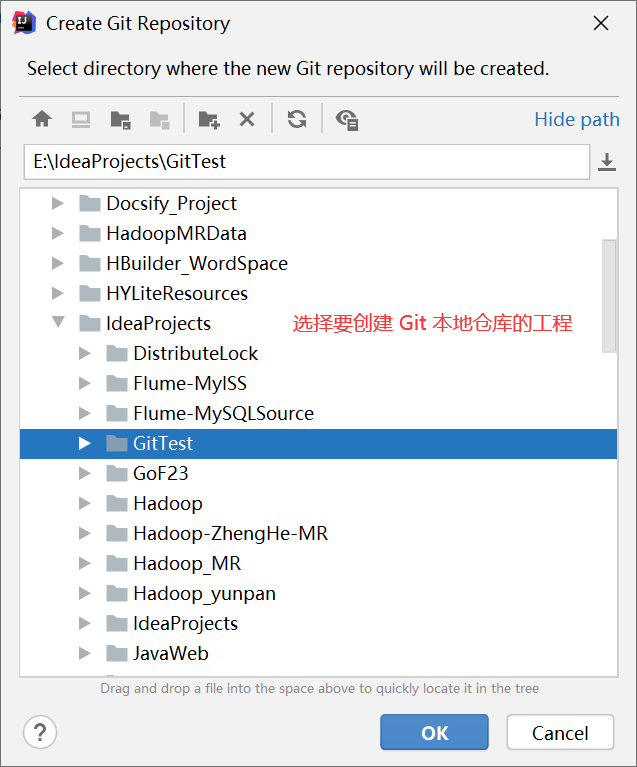 Create Git Repository
Select directory where the new Git repository will be created.
Hide path
E:\IdeaProjects\GitTest
Docsify_Project
HadoopMRData
HBuilder_WordSpace
HYLiteResources
IdeaProjects 选择要创建 Git 本地仓库的工程
DistributeLock
Flume-MyISS
Flume-MySQLSource
GitTest
GoF23
Hadoop
Hadoop-ZhengHe-MR
Hadoop_MR
Hadoop_yunpan
IdeaProjects
JavaWeb
Drag and drop a file into the space above to quickly locate it in the tree
? OK Cancel